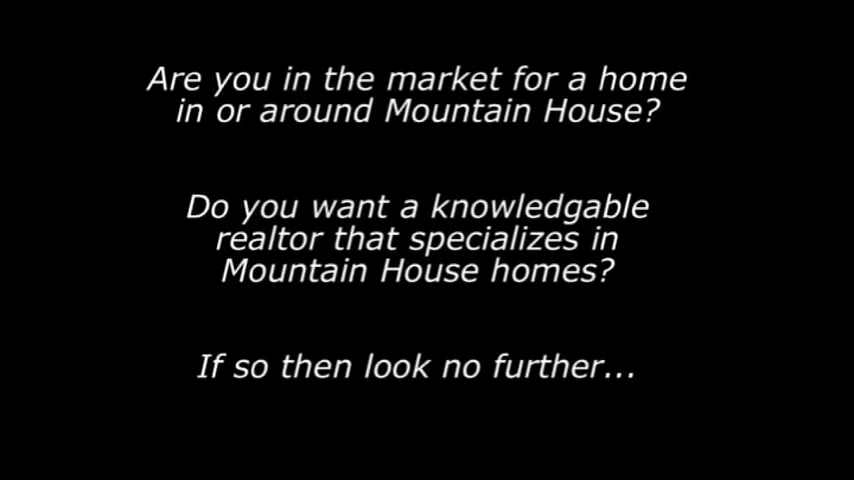 Are you in the market for a home
in or around Mountain House?
Do you want a knowledgable
realtor that specializes in
Mountain House homes?
If so then look no further...